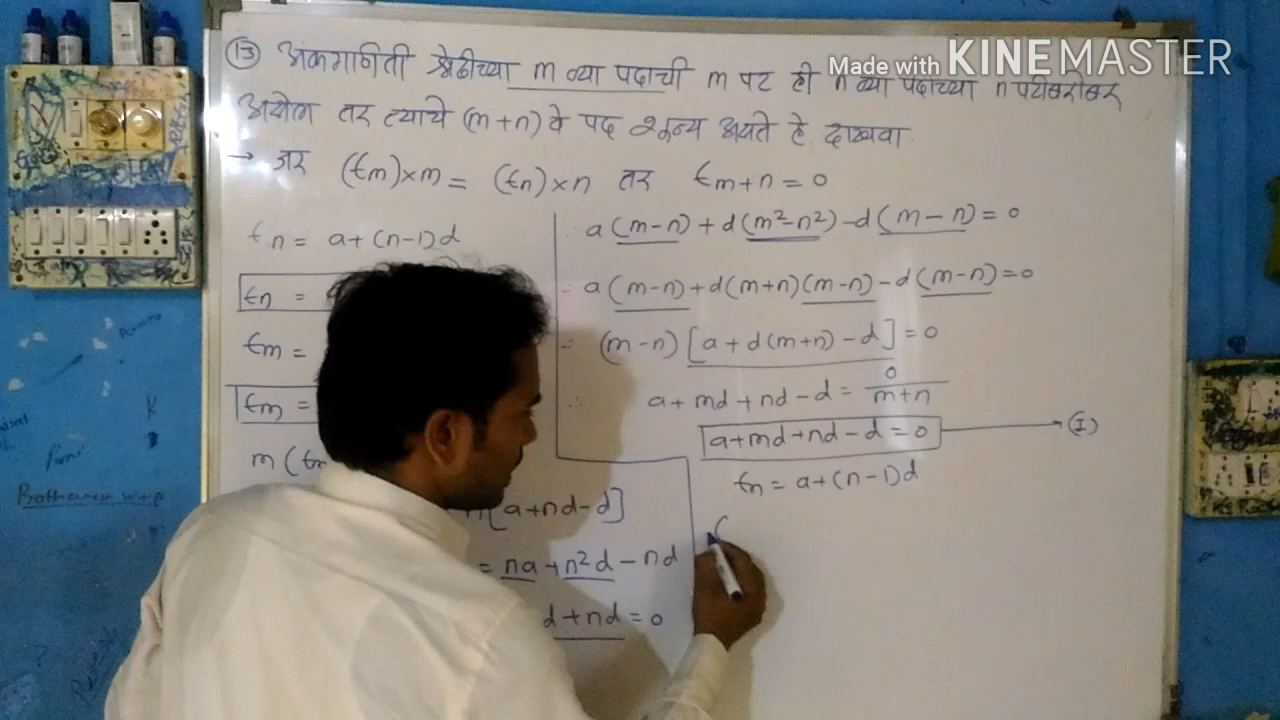 Made with KINEMASTER
(13) अंकगणिती श्रेढीच्या m व्या पदाची m पट ही n व्या पदाच्या n पटीबरोबर
असेल तर त्याचे (m+n) वे पद शून्य असते हे दाखवा.
→ जर (tm)×m = (tn)×n तर tm+n = 0
tn = a+(n-1)d
tn =
tm =
tm =
m(tm
n[a+nd-d]
= na+n²d-nd
d+nd = 0
∴ a(m-n)+d(m²-n²)-d(m-n) = 0
∴ a(m-n)+d(m+n)(m-n)-d(m-n) = 0
∴ (m-n)[a+d(m+n)-d] = 0
∴ a+md+nd-d = 0/m+n
a+md+nd-d = 0 → (I)
tn = a+(n-1)d
(